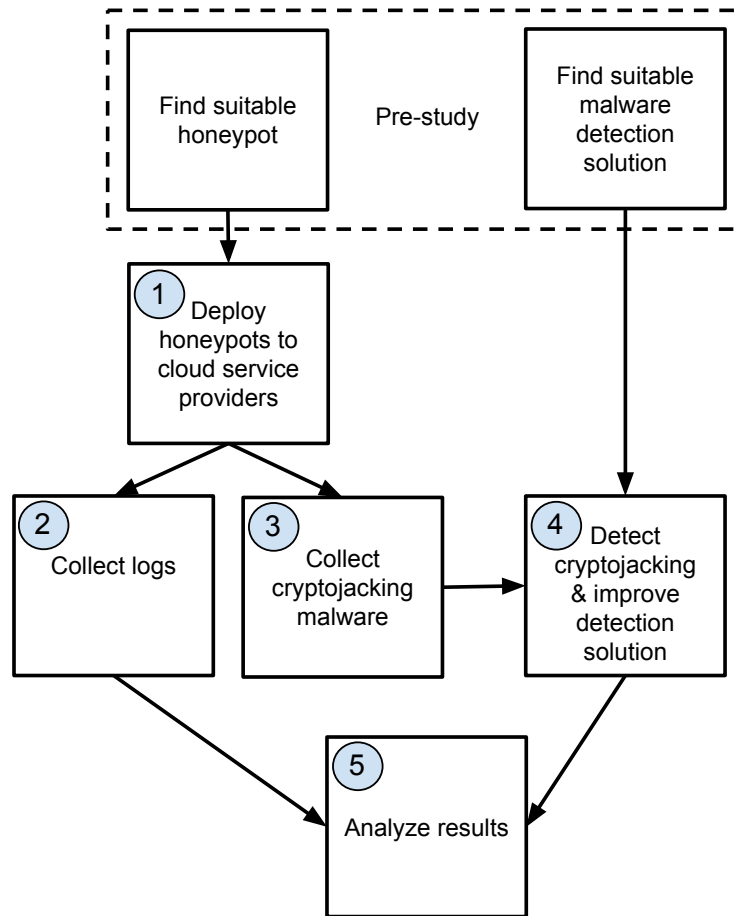 Find suitable
honeypot
Pre-study
Find suitable
malware
detection
solution
1
Deploy
honeypots to
cloud service
providers
2
Collect logs
3
Collect
cryptojacking
malware
4
Detect
cryptojacking
& improve
detection
solution
5
Analyze results